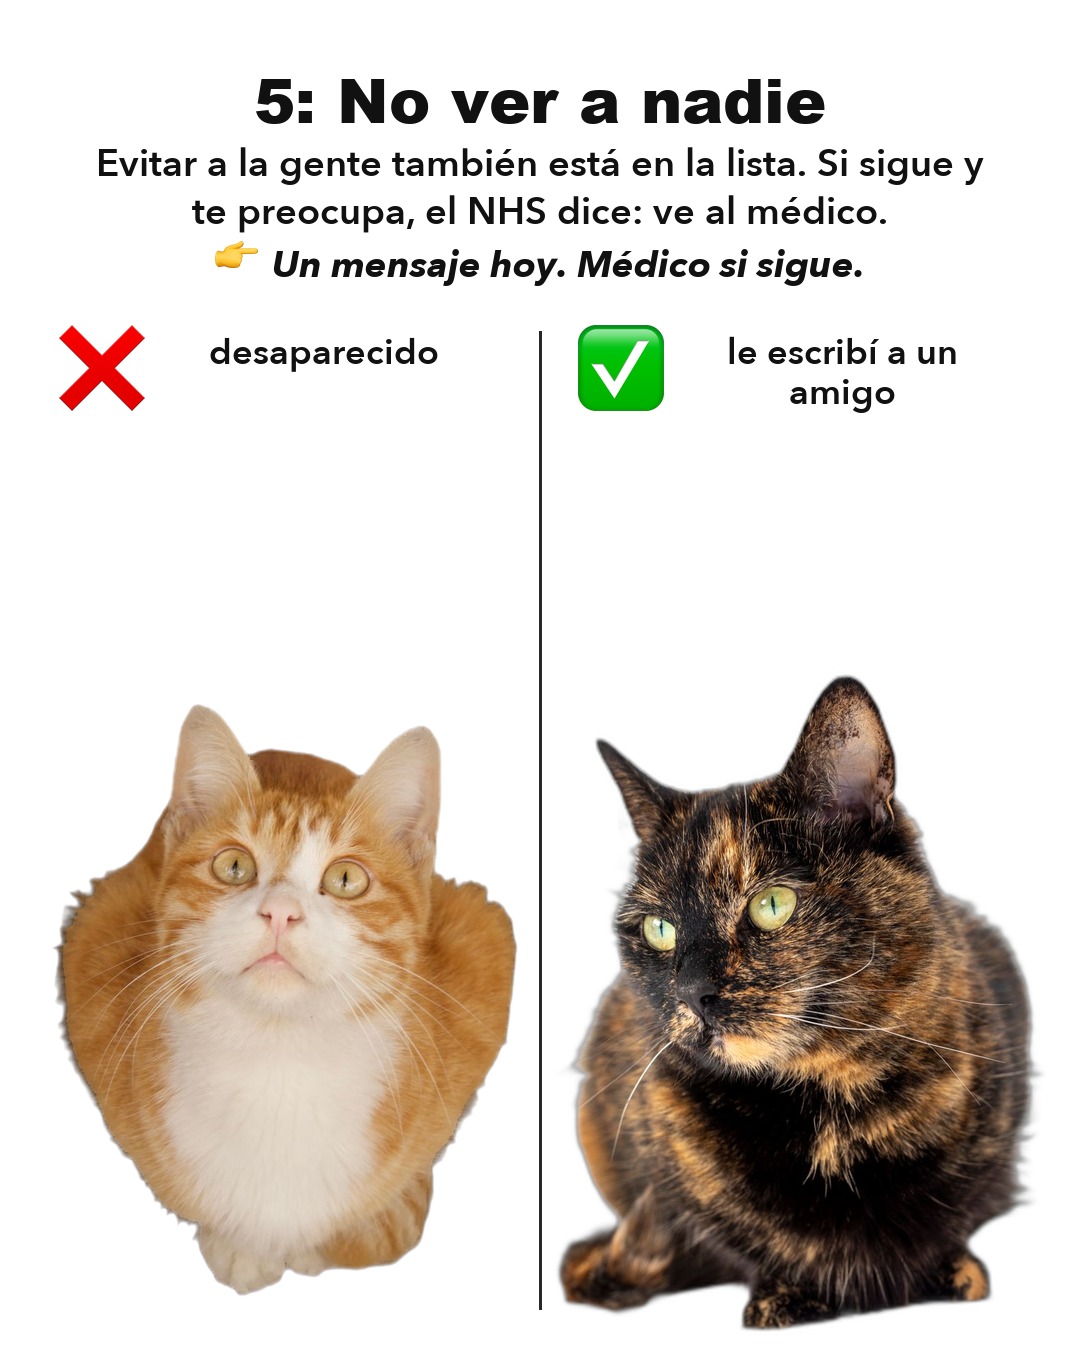 5: No ver a nadie
Evitar a la gente también está en la lista. Si sigue y
te preocupa, el NHS dice: ve al médico.
👉 Un mensaje hoy. Médico si sigue.
desaparecido
le escribí a un
amigo